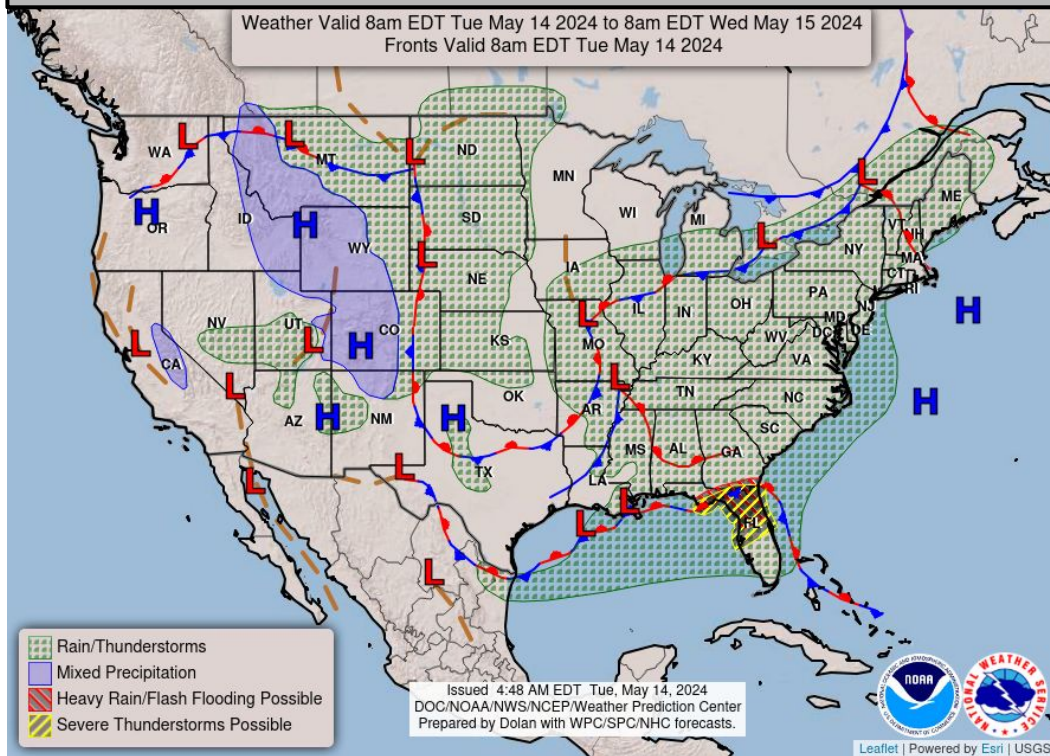 Weather Valid 8am EDT Tue May 14 2024 to 8am EDT Wed May 15 2024
Fronts Valid 8am EDT Tue May 14 2024
WA
L
L
MT
L
ND
MN
L
ME
H
OR
ID
H
WY
SD
WI
MI
L
NY
VT
NH
MA
CT
RI
L
NE
IA
H
NV
UT
L
H
CO
KS
L
MO
IL
IN
OH
PA
NJ
MD
DE
DC
WV
VA
KY
L
CA
L
AZ
H
NM
H
OK
L
AR
TN
NC
H
SC
MS
AL
GA
L
L
TX
LA
L
L
FL
L
Rain/Thunderstorms
Mixed Precipitation
Heavy Rain/Flash Flooding Possible
Severe Thunderstorms Possible
Issued 4:48 AM EDT Tue, May 14, 2024
DOC/NOAA/NWS/NCEP/Weather Prediction Center
Prepared by Dolan with WPC/SPC/NHC forecasts.
NOAA
NATIONAL WEATHER SERVICE
Leaflet | Powered by Esri | USGS